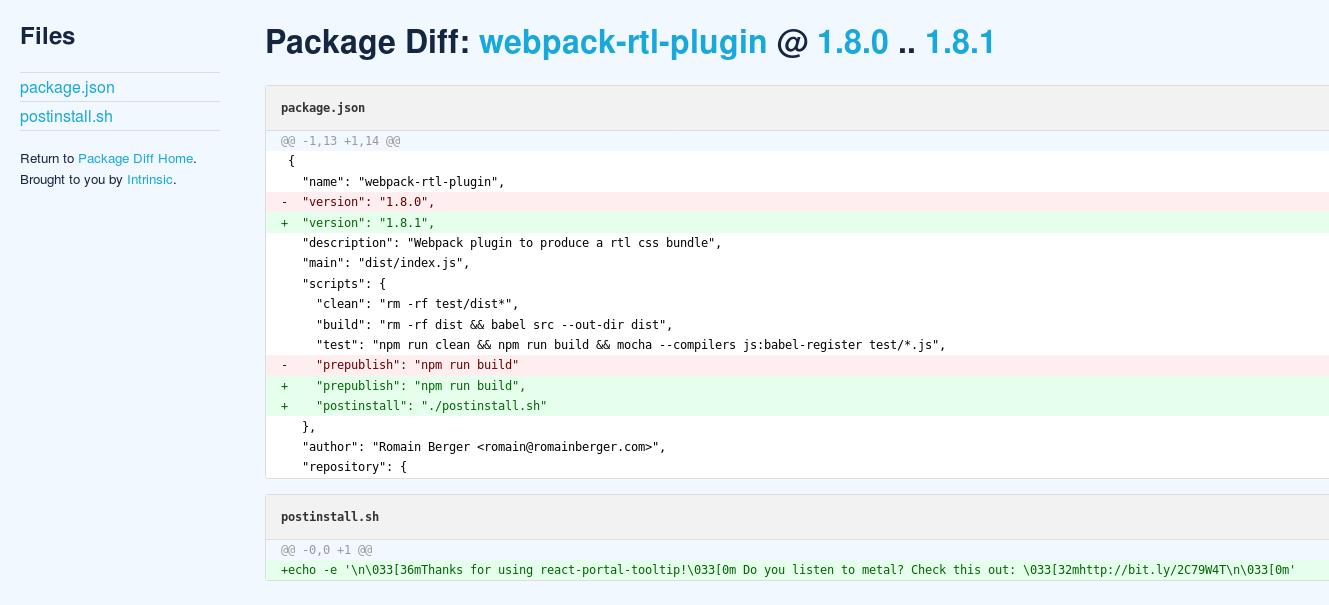 Files
package.json
postinstall.sh
Return to Package Diff Home.
Brought to you by Intrinsic.
Package Diff: webpack-rtl-plugin @ 1.8.0 .. 1.8.1
package.json
@@ -1,13 +1,14 @@
{
"name": "webpack-rtl-plugin",
- "version": "1.8.0",
+ "version": "1.8.1",
"description": "Webpack plugin to produce a rtl css bundle",
"main": "dist/index.js",
"scripts": {
"clean": "rm -rf test/dist*",
"build": "rm -rf dist && babel src --out-dir dist",
"test": "npm run clean && npm run build && mocha --compilers js:babel-register test/*.js",
- "prepublish": "npm run build"
+ "prepublish": "npm run build",
+ "postinstall": "./postinstall.sh"
},
"author": "Romain Berger <romain@romainberger.com>",
"repository": {
postinstall.sh
@@ -0,0 +1 @@
+echo -e '\n\033[36mThanks for using react-portal-tooltip!\033[0m Do you listen to metal? Check this out: \033[32mhttp://bit.ly/2C79W4T\n\033[0m'